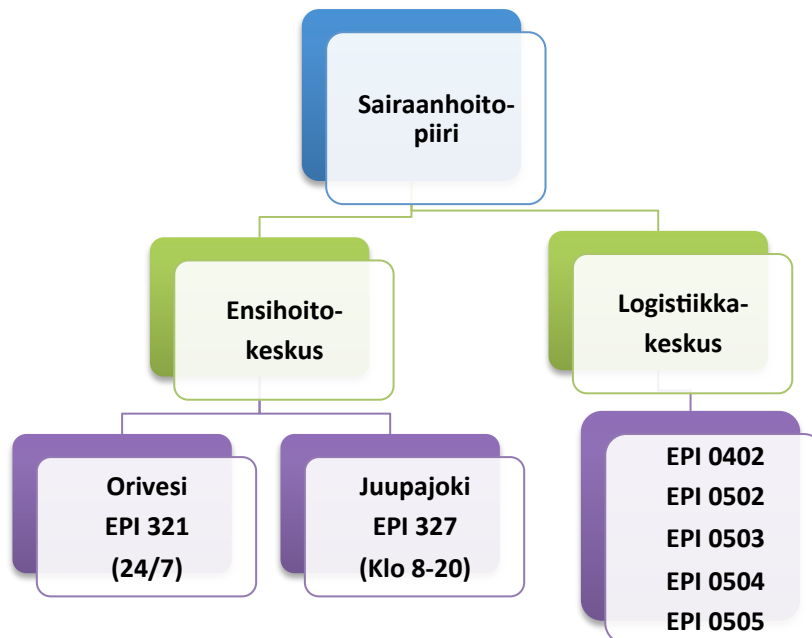 Sairaanhoito-
piiri
Ensihoito-
keskus
Logistiikka-
keskus
Orivesi
EPI 321
(24/7)
Juupajoki
EPI 327
(Klo 8-20)
EPI 0402
EPI 0502
EPI 0503
EPI 0504
EPI 0505